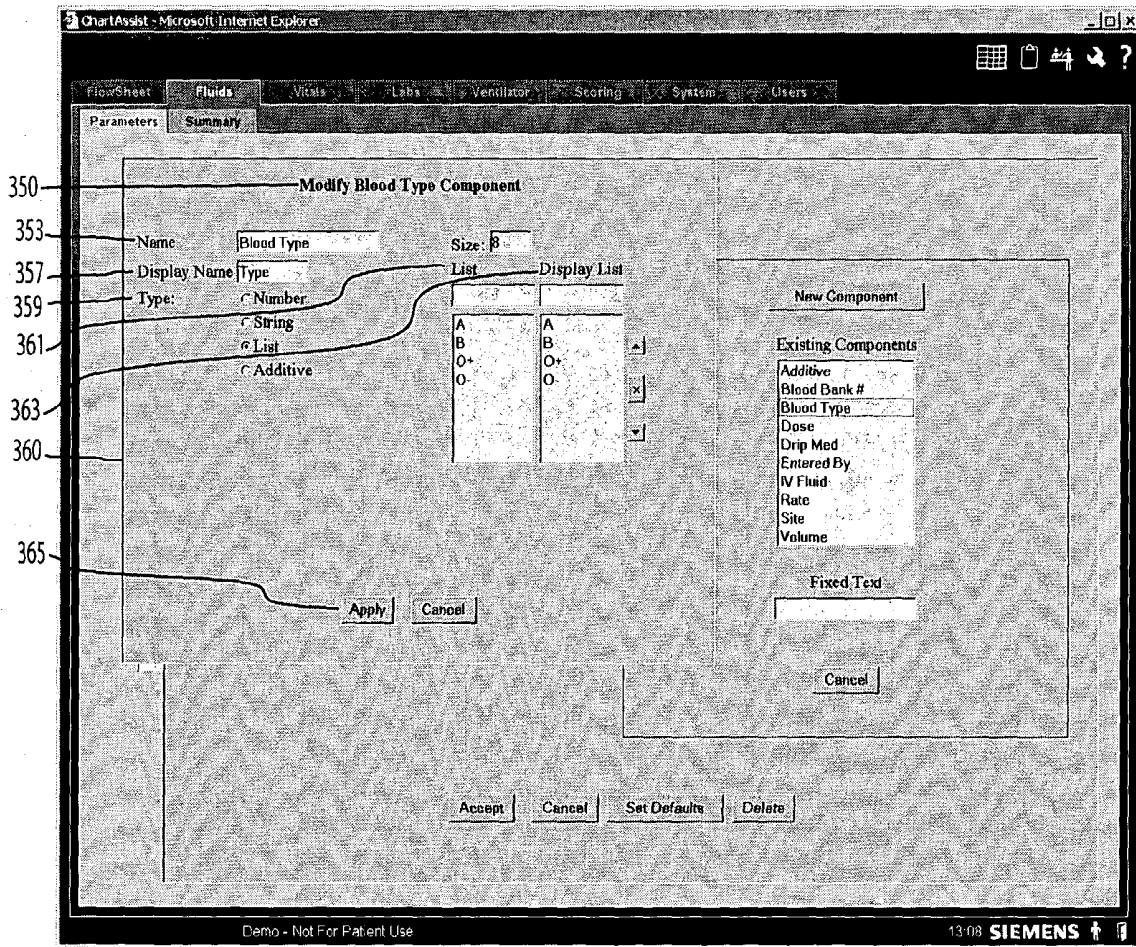 ChartAssist - Microsoft Internet Explorer
?
FlowSheet Fluids Vitals Labs Ventilator Scoring System Users
Parameters Summary
350 Modify Blood Type Component
353 Name Blood Type Size: 8
357 Display Name Type List Display List
359 Type: Number New Component
String
361 List Existing Components
Additive
363
360
365
A A
B B
O+ O+
O- O-
Additive
Blood Bank #
Blood Type
Dose
Drip Med
Entered By
IV Fluid
Rate
Site
Volume
Fixed Text
Apply Cancel
Cancel
Accept Cancel Set Defaults Delete
Demo - Not For Patient Use 13:08 SIEMENS